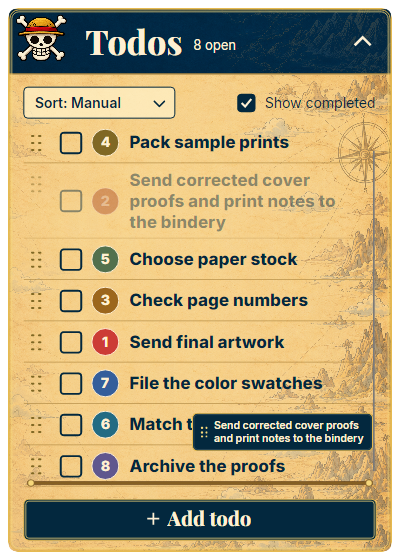 Todos 8 open
Sort: Manual
Show completed
4 Pack sample prints
2 Send corrected cover
proofs and print notes to
the bindery
5 Choose paper stock
3 Check page numbers
1 Send final artwork
7 File the color swatches
6 Match
Send corrected cover proofs
and print notes to the bindery
8 Archive the proofs
+ Add todo